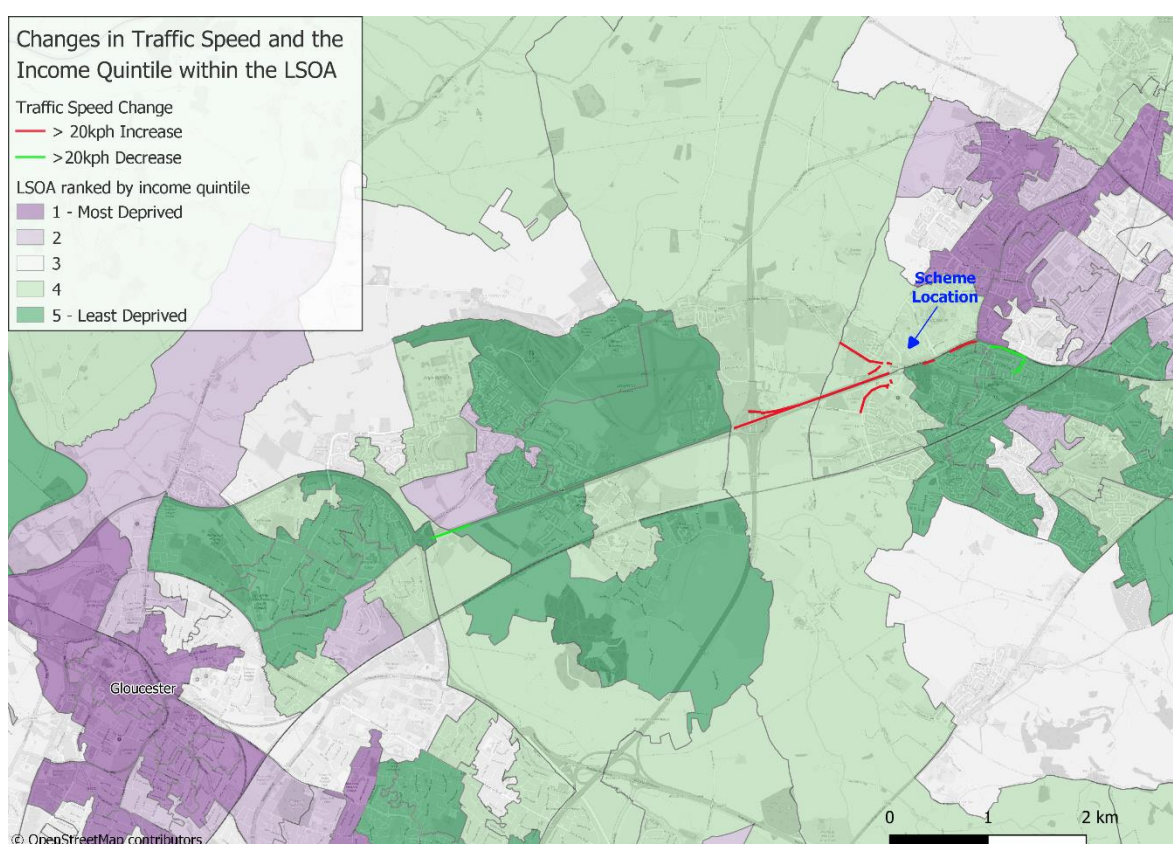 Changes in Traffic Speed and the
Income Quintile within the LSOA
Traffic Speed Change
> 20kph Increase
>20kph Decrease
LSOA ranked by income quintile
1 - Most Deprived
2
3
4
5 - Least Deprived
Scheme
Location
Gloucester
0 1 2 km
© OpenStreetMap contributors